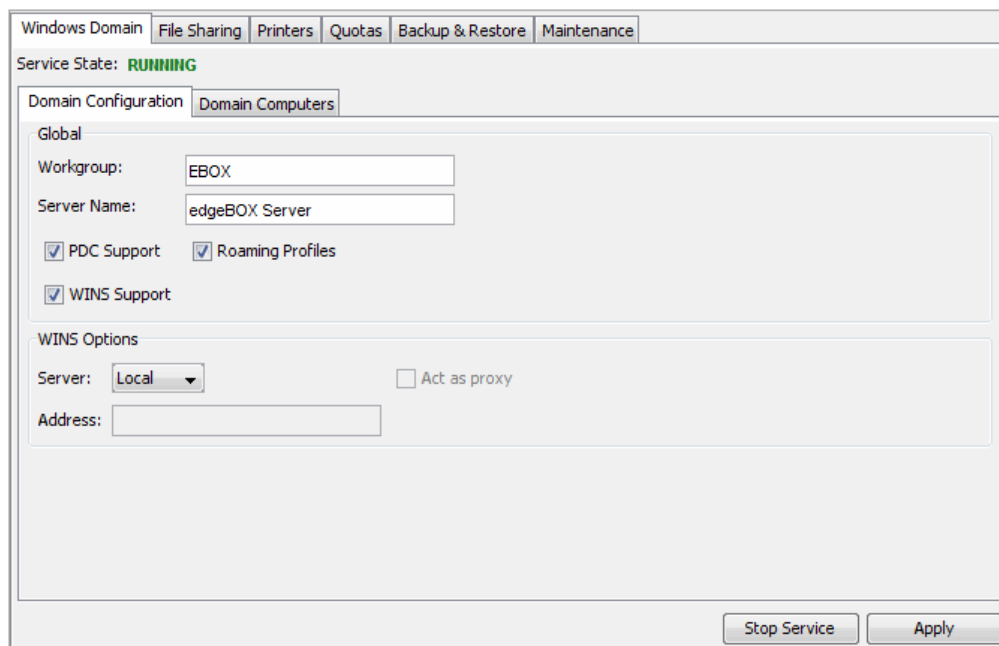 Windows Domain File Sharing Printers Quotas Backup & Restore Maintenance
Service State: RUNNING
Domain Configuration Domain Computers
Global
Workgroup: EBOX
Server Name: edgeBOX Server
PDC Support Roaming Profiles
WINS Support
WINS Options
Server: Local Act as proxy
Address:
Stop Service Apply